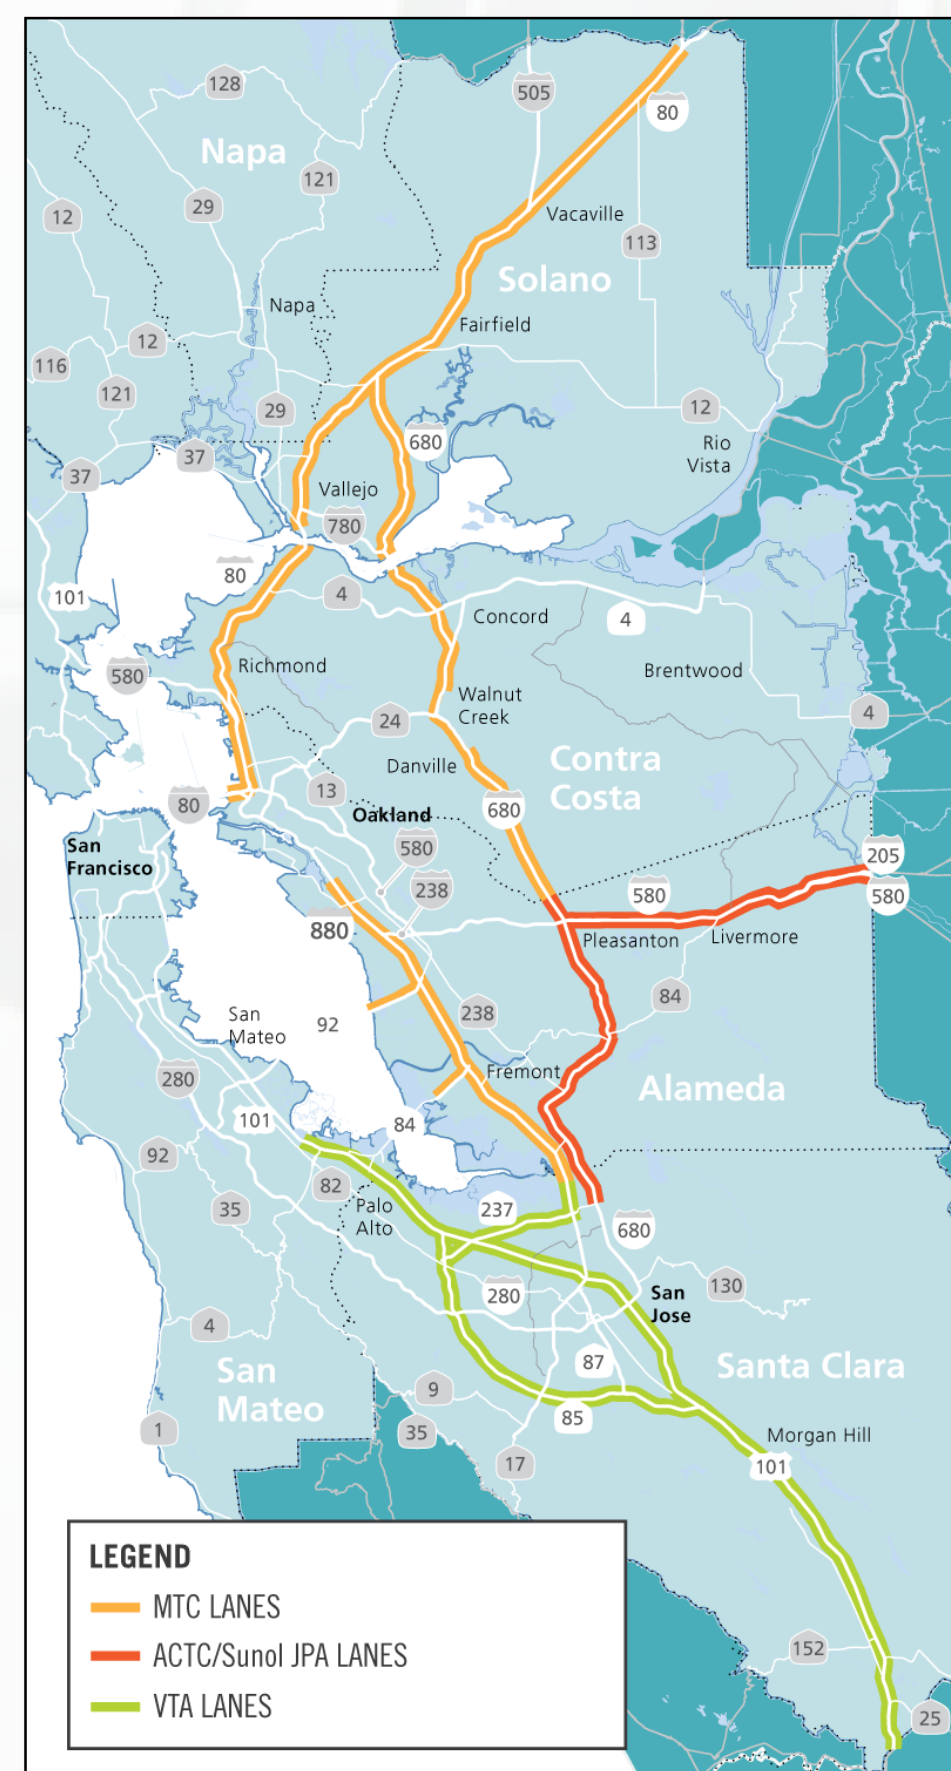 128
505
80
Napa
121
29
12
Vacaville
113
Solano
Napa
Fairfield
12
116
121
29
12
680
Rio
Vista
37
37
Vallejo
780
80
101
4
Concord
4
Richmond
580
Brentwood
Walnut
Creek
24
4
Danville
Contra
Costa
13
80
680
Oakland
San
Francisco
580
205
238
580
580
880
Pleasanton
Livermore
84
San
Mateo
92
238
Fremont
280
Alameda
101
84
92
82
35
Palo
Alto
237
680
280
San
Jose
130
4
87
Santa Clara
San
Mateo
9
85
1
35
17
Morgan Hill
101
LEGEND
MTC LANES
ACTC/Sunol JPA LANES
VTA LANES
152
25